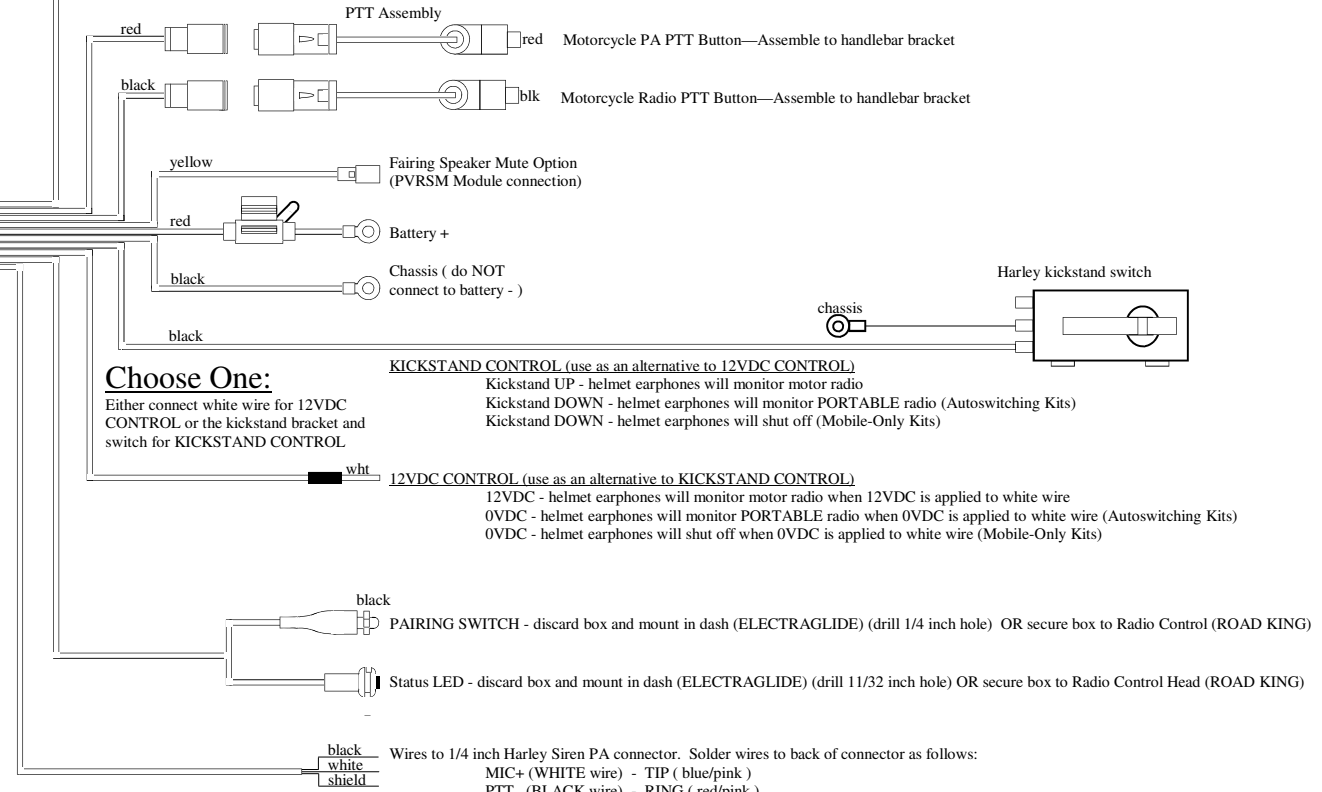 PTT Assembly
red
red
Motorcycle PA PTT Button—Assemble to handlebar bracket
black
blk
Motorcycle Radio PTT Button—Assemble to handlebar bracket
yellow
Fairing Speaker Mute Option
(PVRSM Module connection)
red
Battery +
black
Chassis ( do NOT
connect to battery - )
Harley kickstand switch
chassis
black
KICKSTAND CONTROL (use as an alternative to 12VDC CONTROL)
Kickstand UP - helmet earphones will monitor motor radio
Kickstand DOWN - helmet earphones will monitor PORTABLE radio (Autoswitching Kits)
Kickstand DOWN - helmet earphones will shut off (Mobile-Only Kits)
Choose One:
Either connect white wire for 12VDC
CONTROL or the kickstand bracket and
switch for KICKSTAND CONTROL
wht
12VDC CONTROL (use as an alternative to KICKSTAND CONTROL)
12VDC - helmet earphones will monitor motor radio when 12VDC is applied to white wire
0VDC - helmet earphones will monitor PORTABLE radio when 0VDC is applied to white wire (Autoswitching Kits)
0VDC - helmet earphones will shut off when 0VDC is applied to white wire (Mobile-Only Kits)
black
PAIRING SWITCH - discard box and mount in dash (ELECTRAGLIDE) (drill 1/4 inch hole)  OR secure box to Radio Control (ROAD KING)
Status LED - discard box and mount in dash (ELECTRAGLIDE) (drill 11/32 inch hole) OR secure box to Radio Control Head (ROAD KING)
black
white
shield
Wires to 1/4 inch Harley Siren PA connector.  Solder wires to back of connector as follows:
MIC+ (WHITE wire)  -  TIP ( blue/pink )
PTT   (BLACK wire)  -  RING ( red/pink )